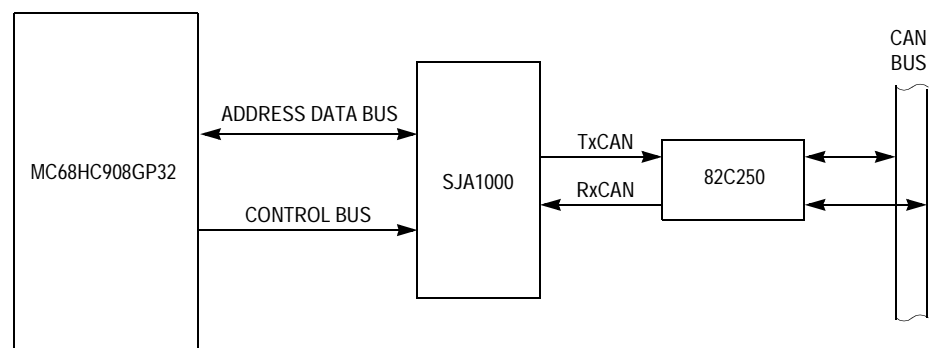 CAN
BUS
ADDRESS DATA BUS
TxCAN
MC68HC908GP32
SJA1000
82C250
RxCAN
CONTROL BUS